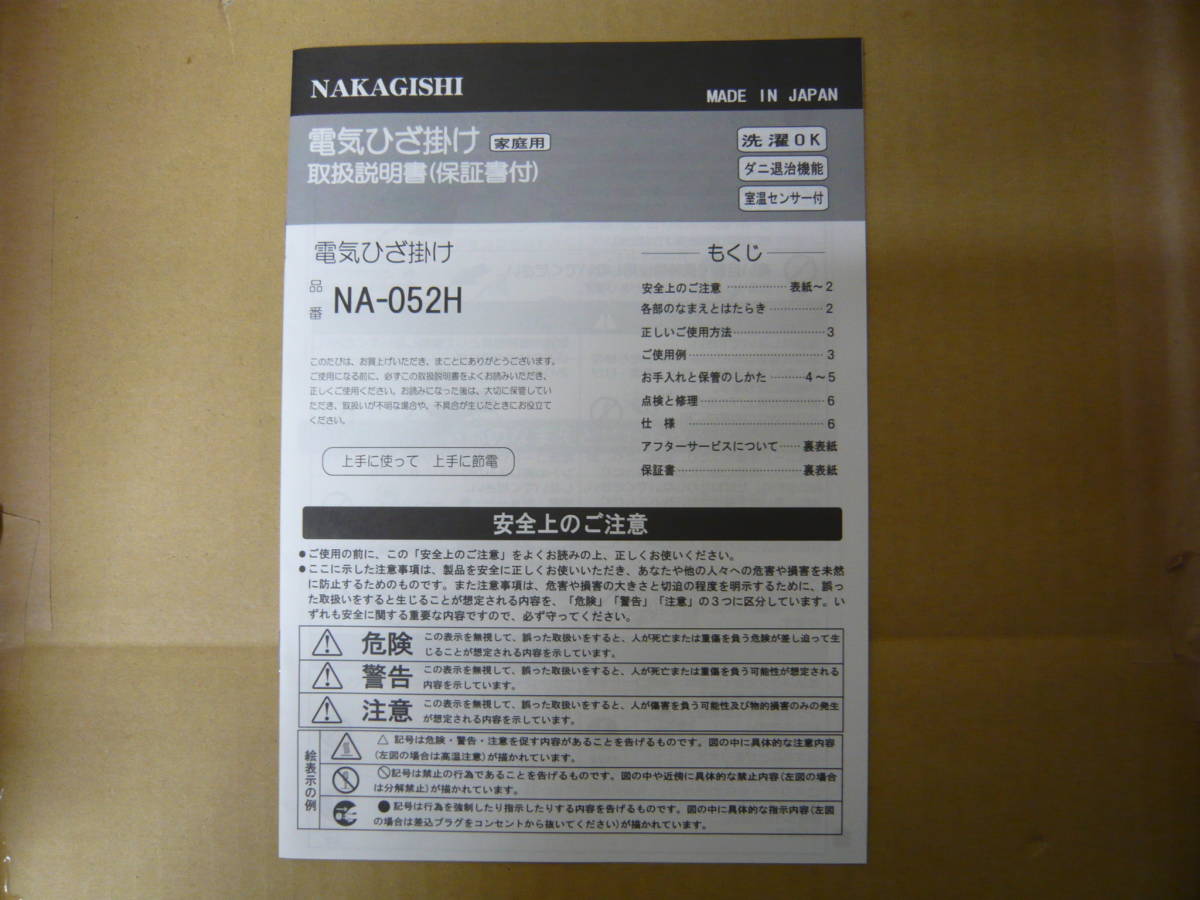 NAKAGISHI
MADE IN JAPAN
電気ひざ掛け 家庭用
取扱説明書(保証書付)
洗濯OK
ダニ退治機能
室温センサー付
電気ひざ掛け
品番 NA-052H
このたびは、お買上げいただき、まことにありがとうございます。
ご使用になる前に、必ずこの取扱説明書をよくお読みいただき、
正しくご使用ください。お読みになった後は、大切に保管してい
ただき、取扱いが不明な場合や、不具合が生じたときにお役立て
ください。
上手に使って 上手に節電
もくじ
安全上のご注意 ……………… 表紙〜2
各部のなまえとはたらき …………… 2
正しいご使用方法 ……………………… 3
ご使用例 ………………………………… 3
お手入れと保管のしかた ……… 4〜5
点検と修理 ……………………………… 6
仕 様 ………………………………… 6
アフターサービスについて …… 裏表紙
保証書 ……………………………… 裏表紙
安全上のご注意
●ご使用の前に、この「安全上のご注意」をよくお読みの上、正しくお使いください。
●ここに示した注意事項は、製品を安全に正しくお使いいただき、あなたや他の人々への危害や損害を未然
に防止するためのものです。また注意事項は、危害や損害の大きさと切迫の程度を明示するために、誤っ
た取扱いをすると生じることが想定される内容を、「危険」「警告」「注意」の3つに区分しています。い
ずれも安全に関する重要な内容ですので、必ず守ってください。
危険 この表示を無視して、誤った取扱いをすると、人が死亡または重傷を負う危険が差し迫って生
じることが想定される内容を示しています。
警告 この表示を無視して、誤った取扱いをすると、人が死亡または重傷を負う可能性が想定される
内容を示しています。
注意 この表示を無視して、誤った取扱いをすると、人が傷害を負う可能性及び物的損害のみの発生
が想定される内容を示しています。
絵表示の例
△ 記号は危険・警告・注意を促す内容があることを告げるものです。図の中に具体的な注意内容
(左図の場合は高温注意)が描かれています。
🚫記号は禁止の行為であることを告げるものです。図の中や近傍に具体的な禁止内容(左図の場合
は分解禁止)が描かれています。
●記号は行為を強制したり指示したりする内容を告げるものです。図の中に具体的な指示内容(左図
の場合は差込プラグをコンセントから抜いてください)が描かれています。